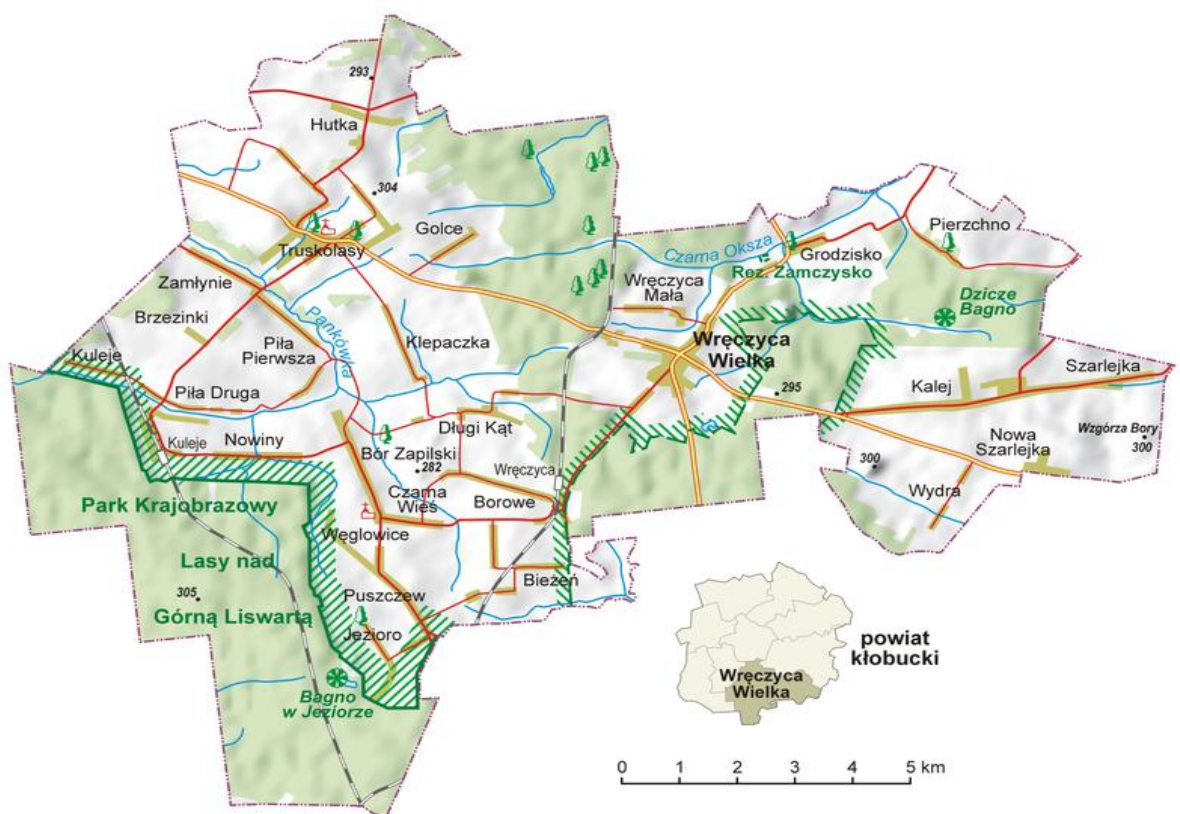 293
Hutka
304
Golce
Truskolasy
Zamłynie
Brzezinki
Piła
Pierwsza
Pankówka
Klepaczka
Kuleje
Piła Druga
Kuleje
Nowiny
Długi Kąt
Bór Zapilski
282
Wręczyca
Czarna
Wieś
Borowe
Węglowice
Bieżeń
Puszczew
Jezioro
Park Krajobrazowy
Lasy nad
Górną Liswartą
305
Bagno
w Jeziorze
Czarna Oksza
Wręczyca
Mała
Rez. Zamczysko
Grodzisko
Pierzchno
Dzicze
Bagno
Wręczyca
Wielka
295
Kalej
Szarlejka
Nowa
Szarlejka
Wzgórza Bory
300
300
Wydra
powiat
kłobucki
Wręczyca
Wielka
0 1 2 3 4 5 km